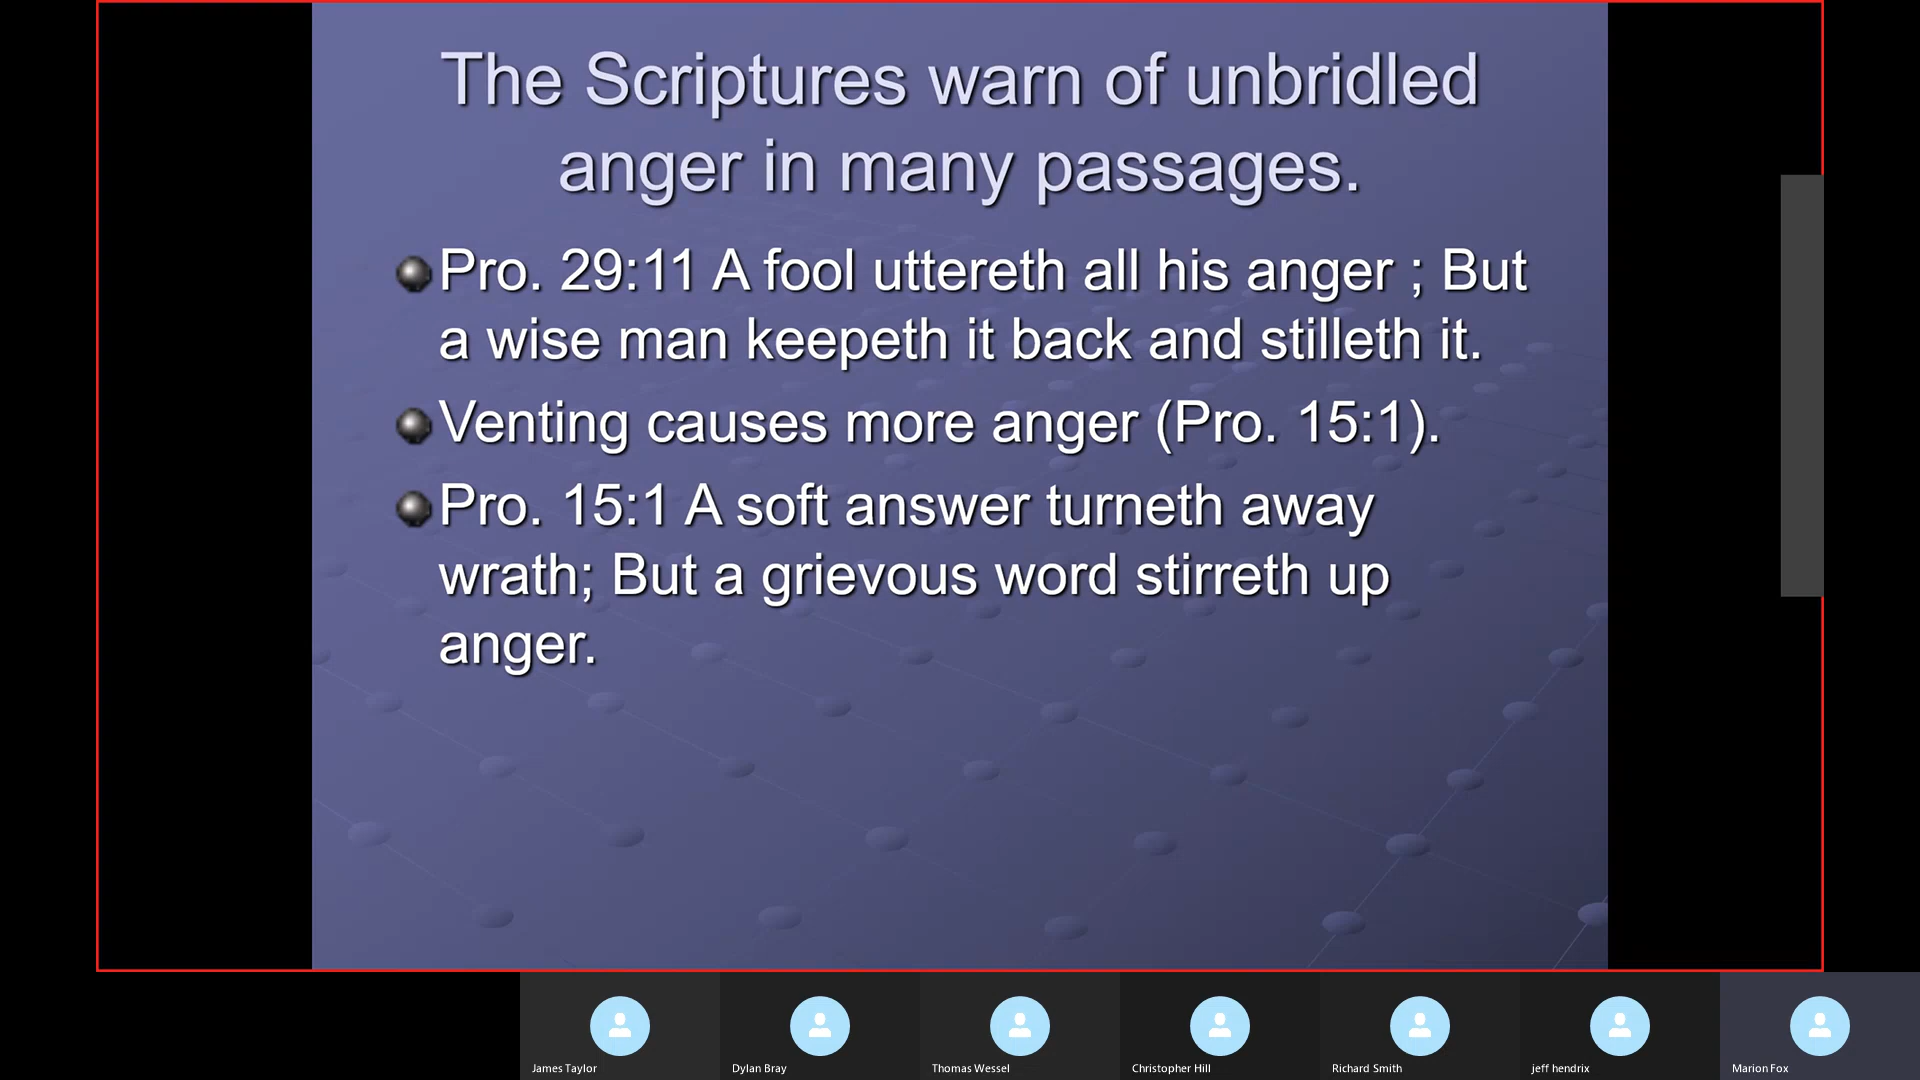 The Scriptures warn of unbridled
anger in many passages.
Pro. 29:11 A fool uttereth all his anger ; But
a wise man keepeth it back and stilleth it.
Venting causes more anger (Pro. 15:1).
Pro. 15:1 A soft answer turneth away
wrath; But a grievous word stirreth up
anger.
James Taylor
Dylan Bray
Thomas Wessel
Christopher Hill
Richard Smith
jeff hendrix
Marion Fox